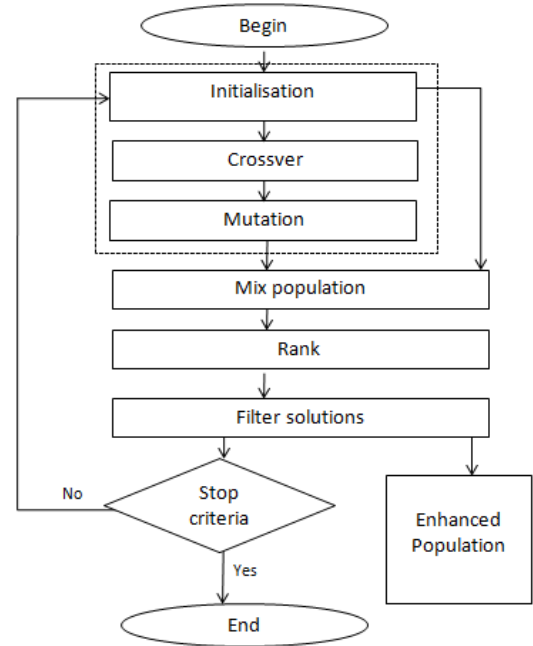 Begin
Initialisation
Crossver
Mutation
Mix population
Rank
Filter solutions
Stop
criteria
No
Enhanced
Population
Yes
End